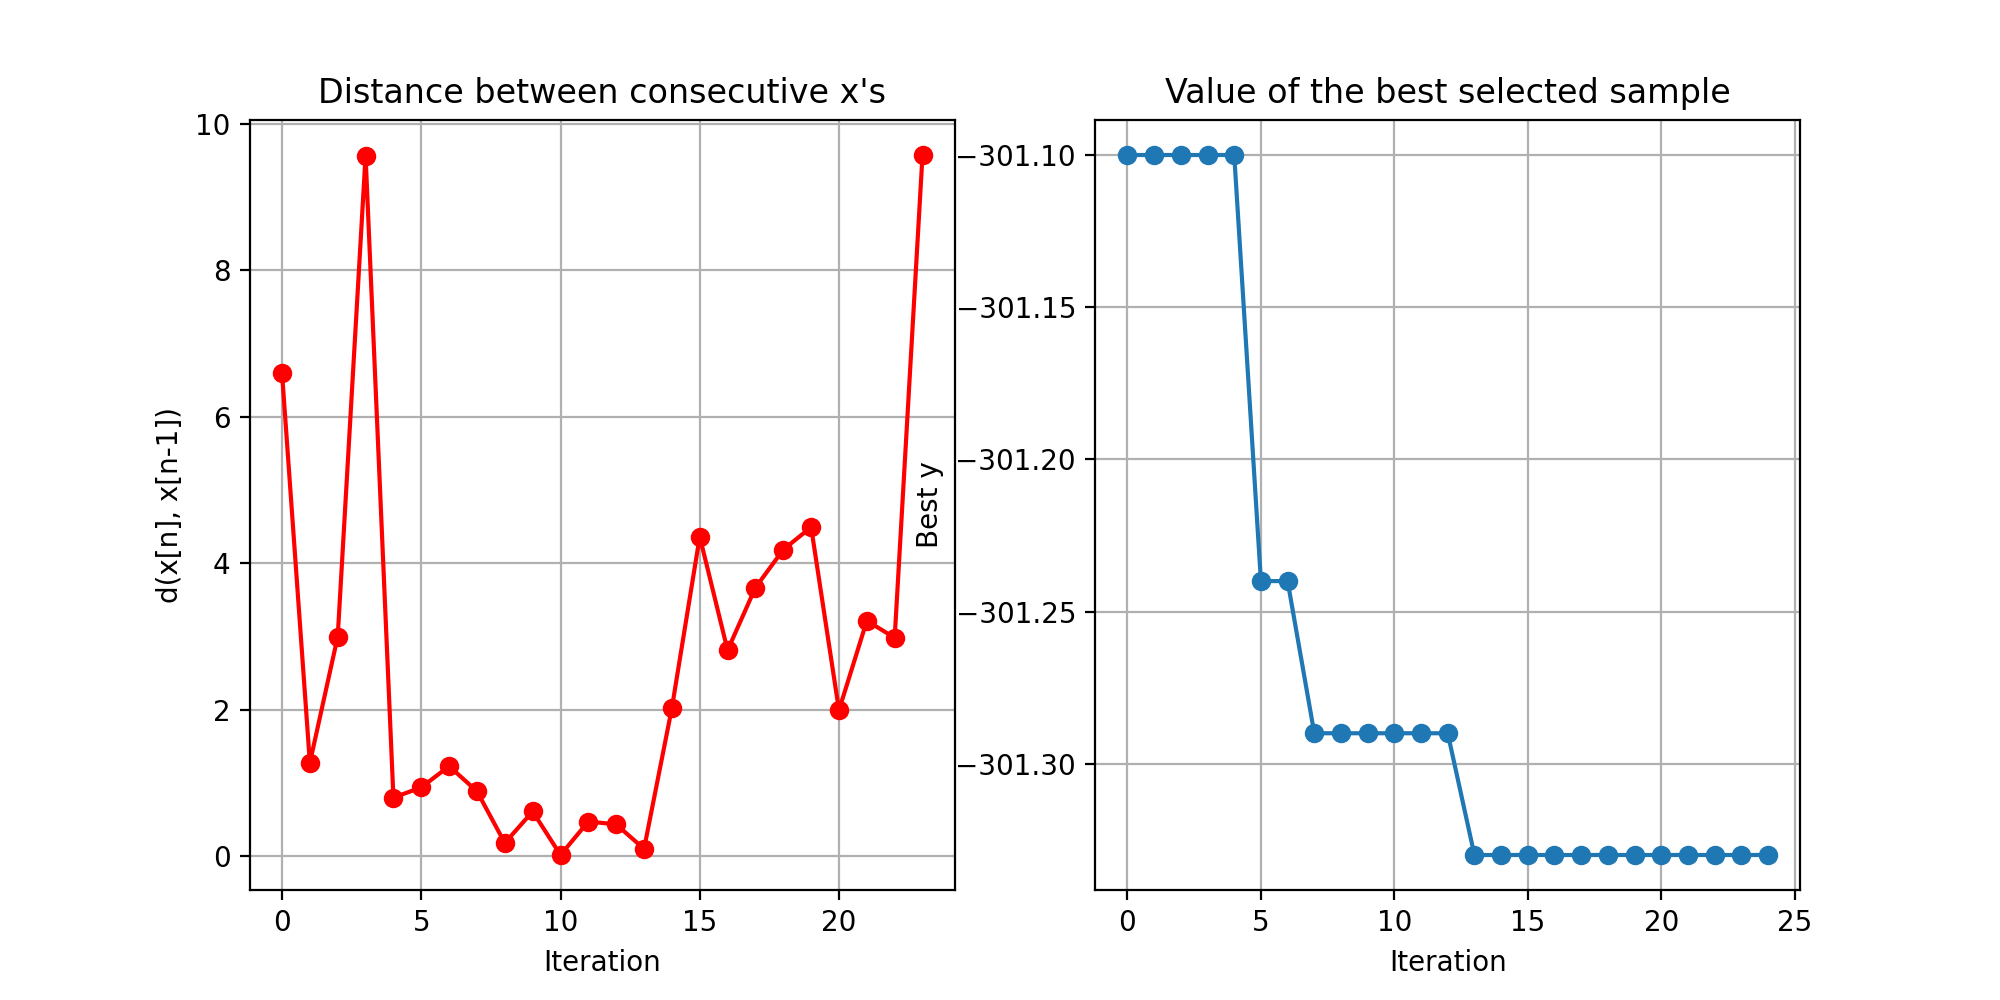 Distance between consecutive x's
d(x[n], x[n-1])
10
8
6
4
2
0
0 5 10 15 20
Iteration
Value of the best selected sample
Best y
−301.10
−301.15
−301.20
−301.25
−301.30
0 5 10 15 20 25
Iteration